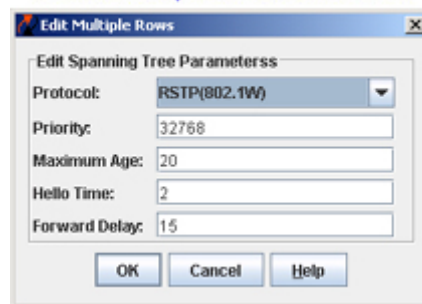 Edit Multiple Rows
Edit Spanning Tree Parameterss
Protocol: RSTP(802.1W)
Priority: 32768
Maximum Age: 20
Hello Time: 2
Forward Delay: 15
OK Cancel Help